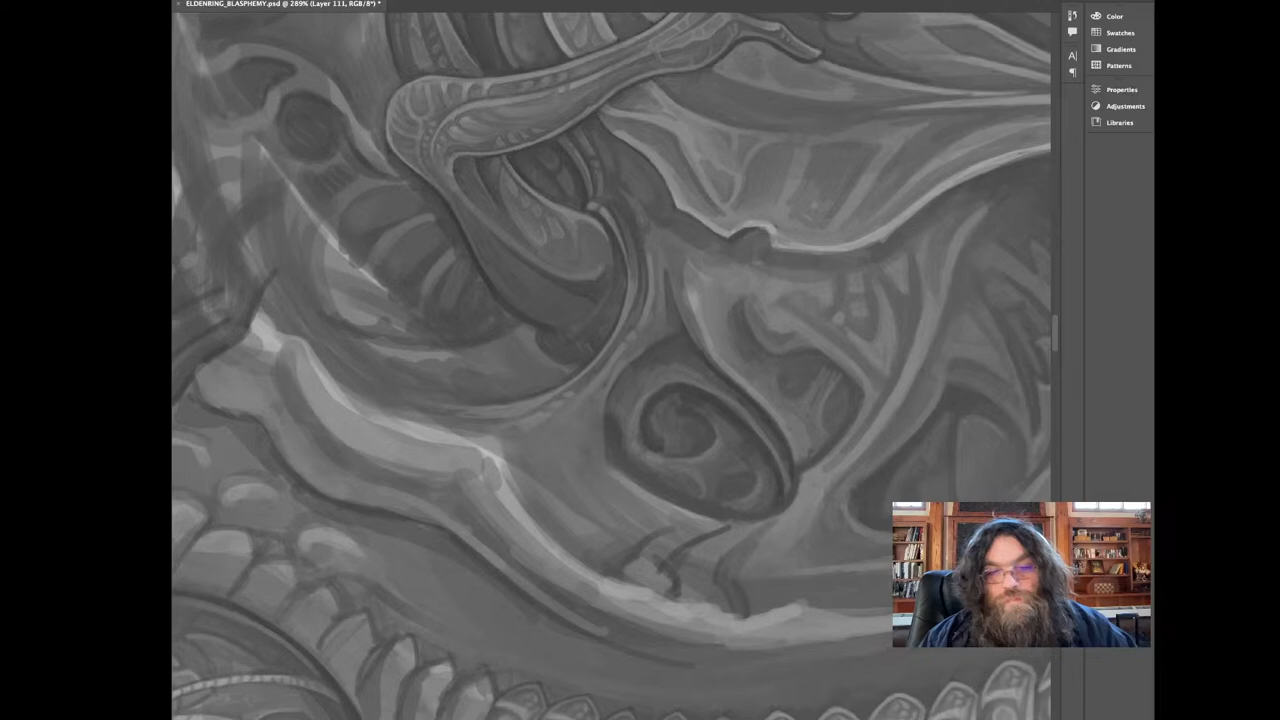 × ELDENRING_BLASPHEMY.psd @ 289% (Layer 111, RGB/8*) *
Color
Swatches
Gradients
A| Patterns
¶
Properties
Adjustments
Libraries